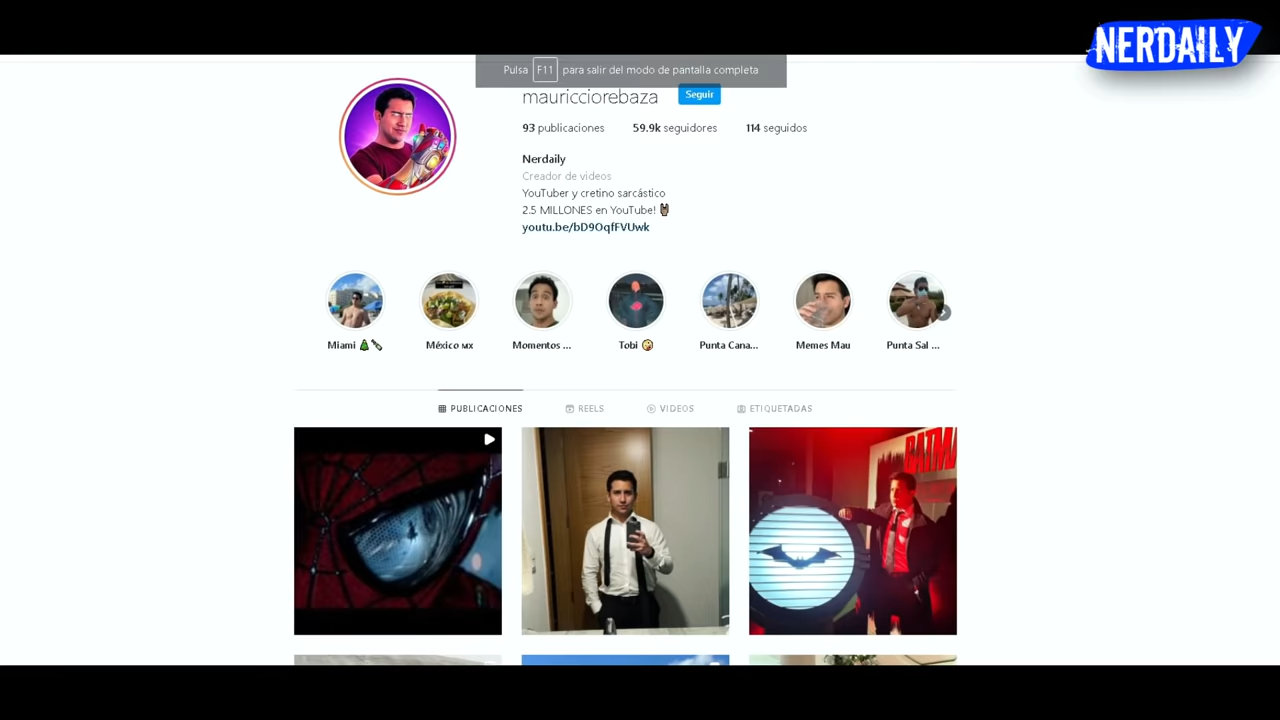 NERDAILY
Pulsa F11 para salir del modo de pantalla completa
mauricciorebaza Seguir
93 publicaciones 59.9k seguidores 114 seguidos
Nerdaily
Creador de videos
YouTuber y cretino sarcástico
2.5 MILLONES en YouTube! 🤘
youtu.be/bD9OqfFVUwk
Miami 🎄🍾 México MX Momentos ... Tobi 🤪 Punta Cana... Memes Mau Punta Sal ...
PUBLICACIONES REELS VIDEOS ETIQUETADAS